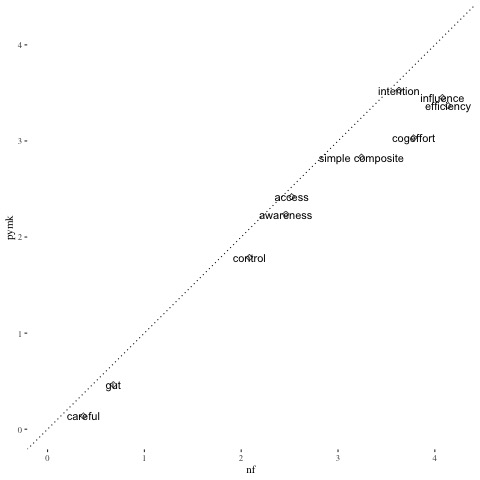 4
intention
influence
efficiency
3
cogeffort
simple composite
access
awareness
pymk
2
control
1
gut
careful
0
0
1
2
3
4
nf